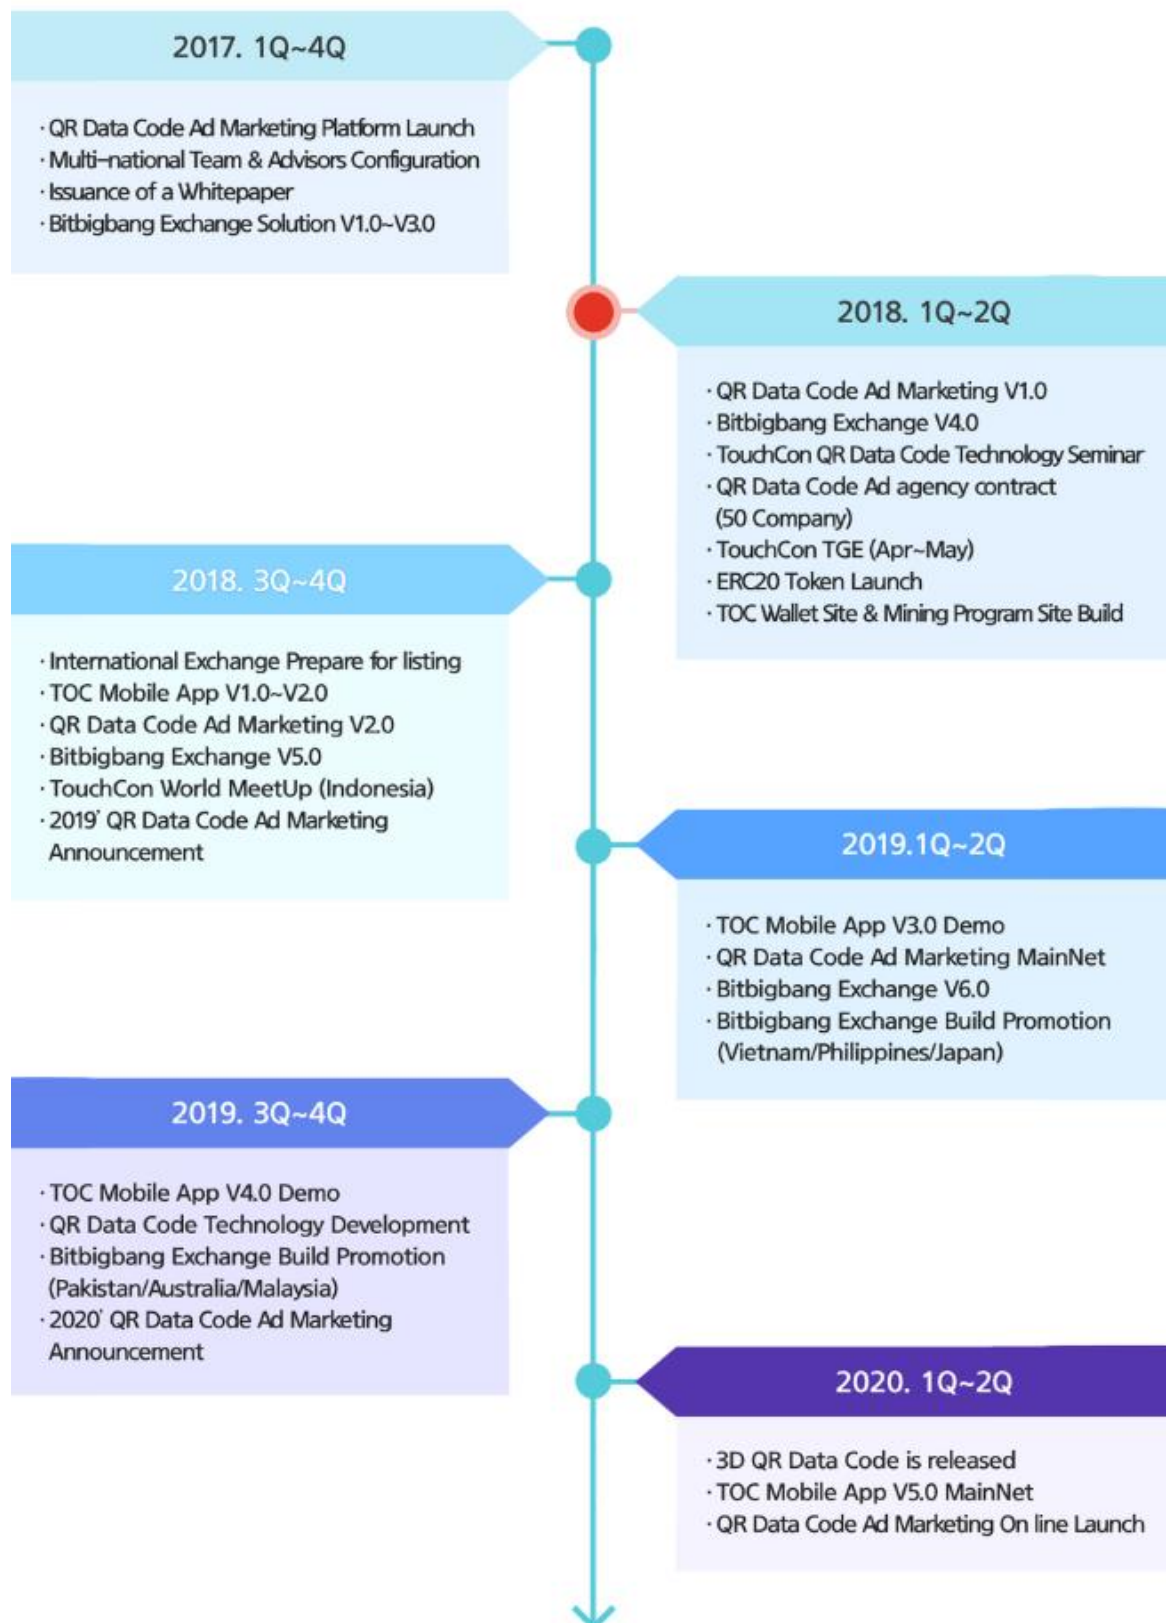 2017. 1Q~4Q
· QR Data Code Ad Marketing Platform Launch
· Multi-national Team & Advisors Configuration
· Issuance of a Whitepaper
· Bitbigbang Exchange Solution V1.0~V3.0
2018. 1Q~2Q
· QR Data Code Ad Marketing V1.0
· Bitbigbang Exchange V4.0
· TouchCon QR Data Code Technology Seminar
· QR Data Code Ad agency contract
(50 Company)
· TouchCon TGE (Apr~May)
· ERC20 Token Launch
· TOC Wallet Site & Mining Program Site Build
2018. 3Q~4Q
· International Exchange Prepare for listing
· TOC Mobile App V1.0~V2.0
· QR Data Code Ad Marketing V2.0
· Bitbigbang Exchange V5.0
· TouchCon World MeetUp (Indonesia)
· 2019' QR Data Code Ad Marketing
Announcement
2019.1Q~2Q
· TOC Mobile App V3.0 Demo
· QR Data Code Ad Marketing MainNet
· Bitbigbang Exchange V6.0
· Bitbigbang Exchange Build Promotion
(Vietnam/Philippines/Japan)
2019. 3Q~4Q
· TOC Mobile App V4.0 Demo
· QR Data Code Technology Development
· Bitbigbang Exchange Build Promotion
(Pakistan/Australia/Malaysia)
· 2020' QR Data Code Ad Marketing
Announcement
2020. 1Q~2Q
· 3D QR Data Code is released
· TOC Mobile App V5.0 MainNet
· QR Data Code Ad Marketing On line Launch